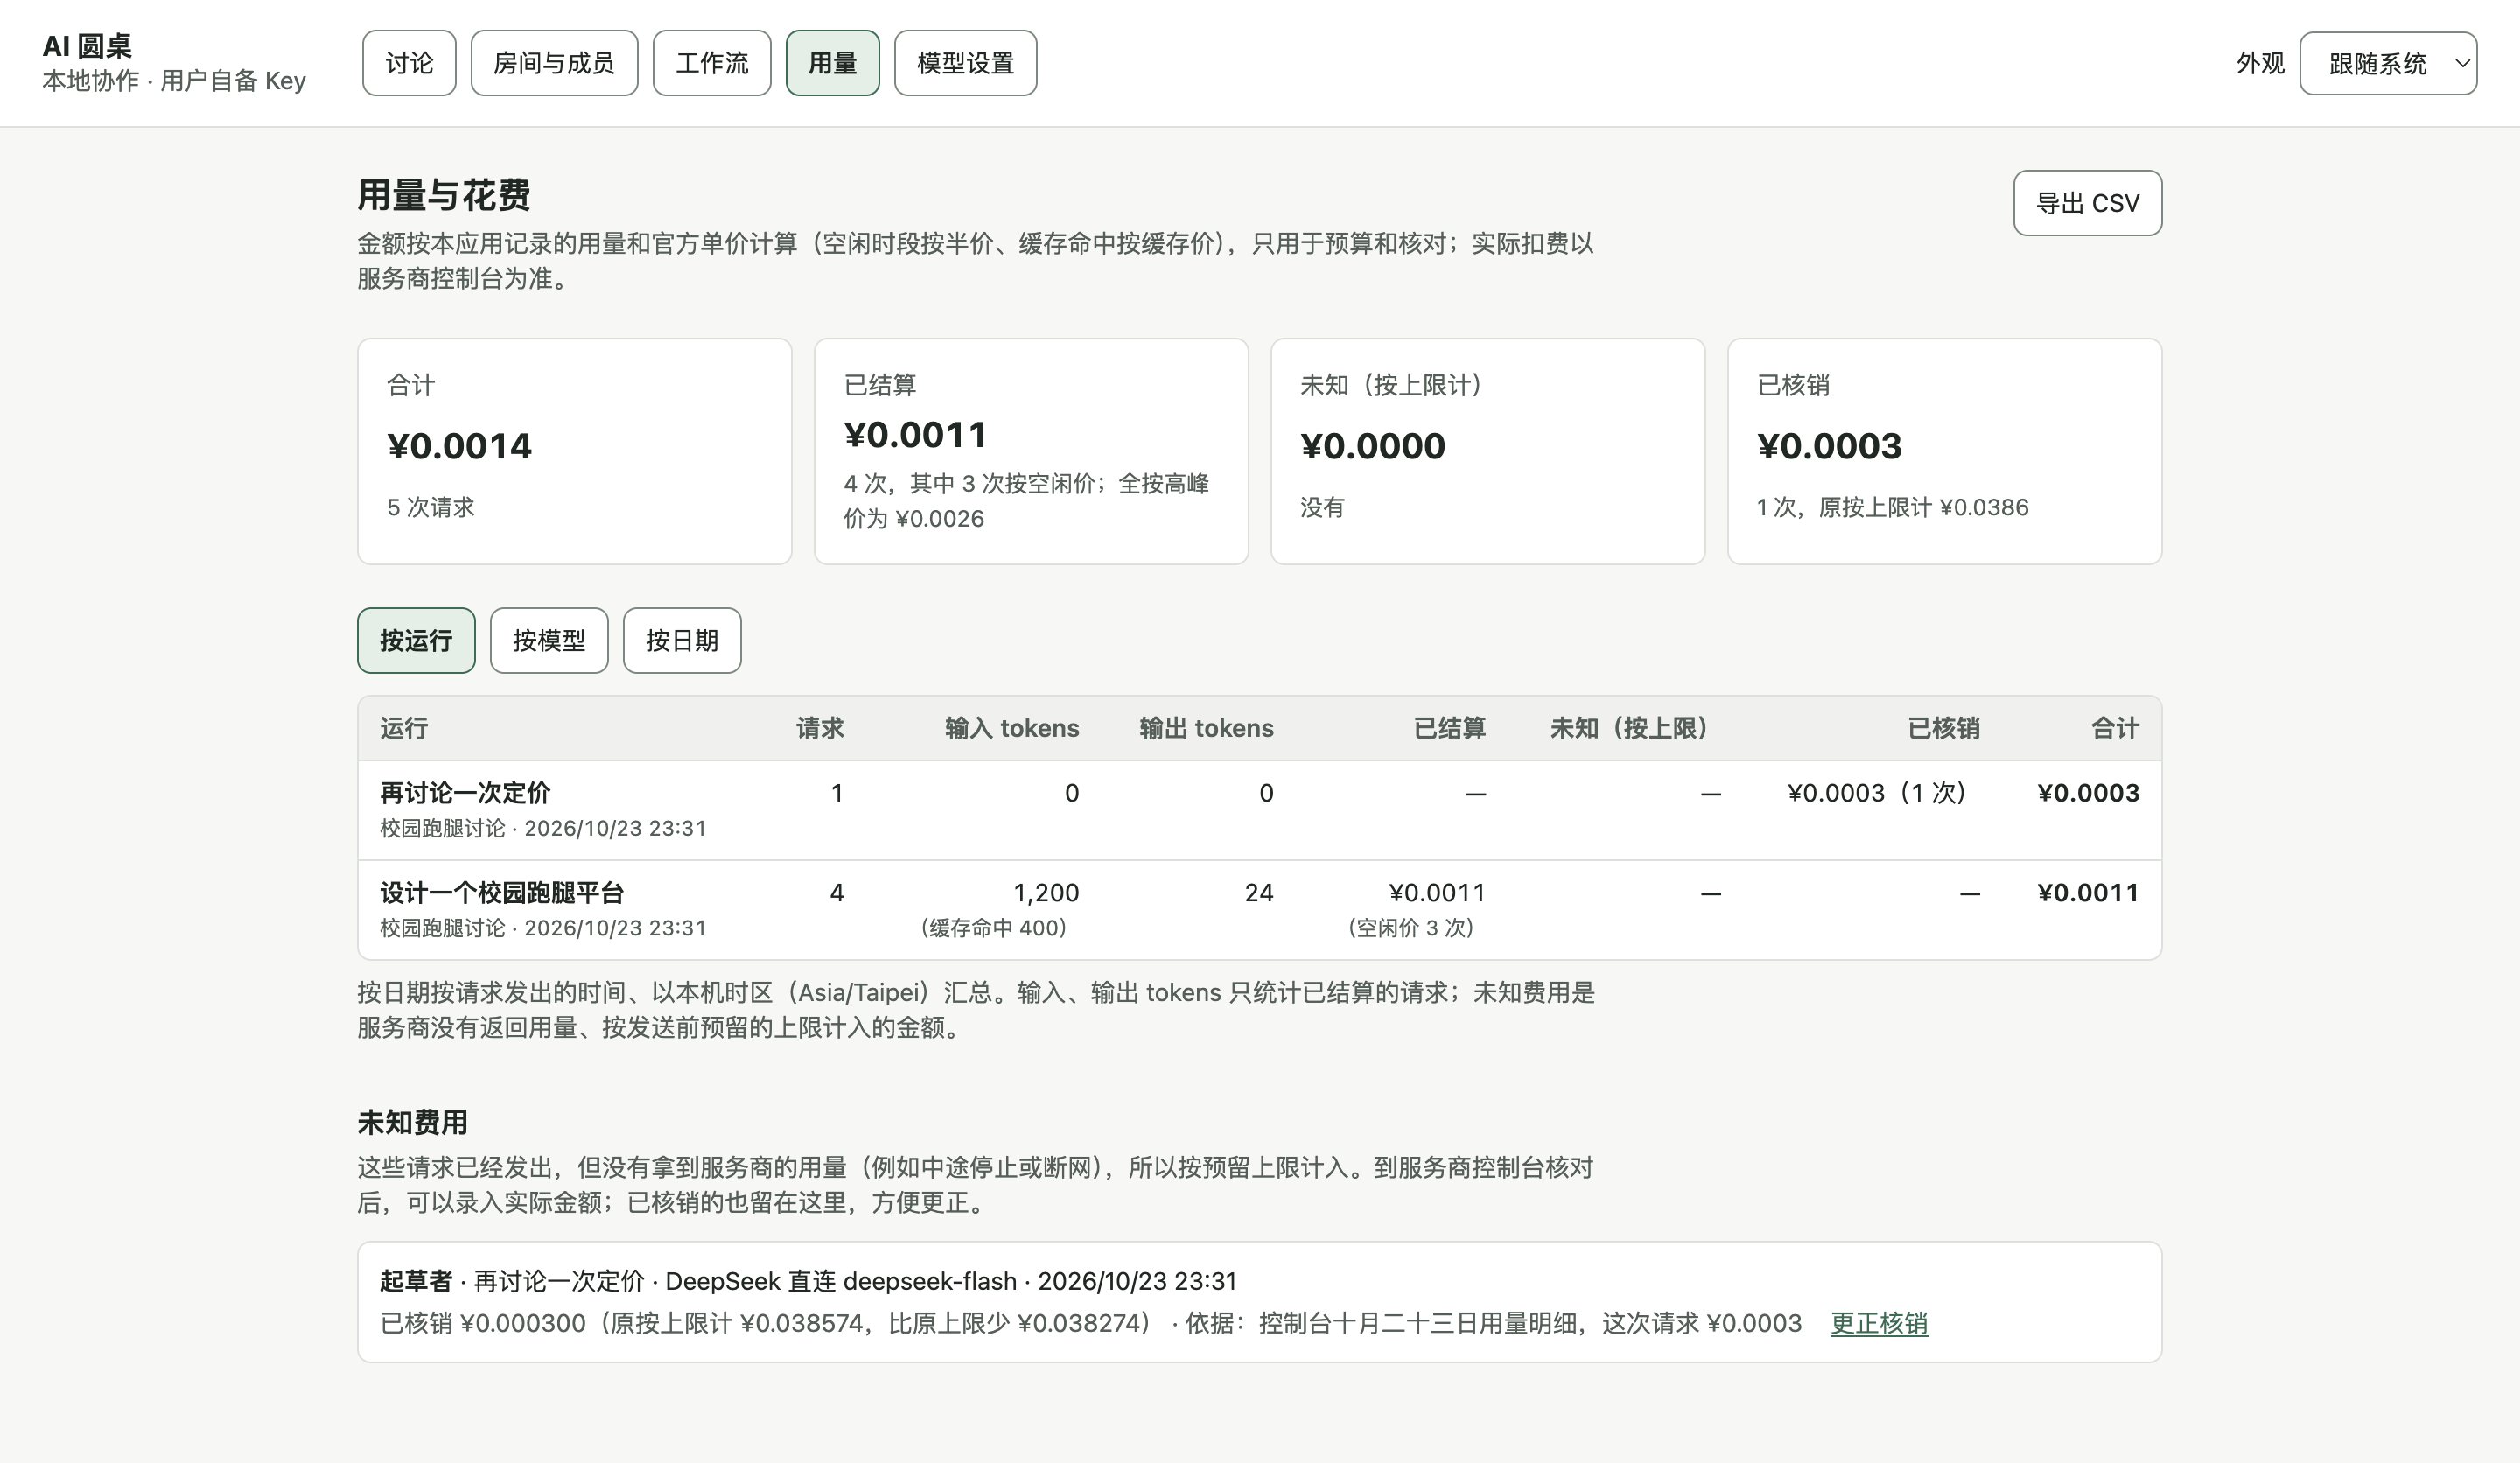 AI 圆桌
本地协作 · 用户自备 Key
讨论
房间与成员
工作流
用量
模型设置
外观
跟随系统
用量与花费
导出 CSV
金额按本应用记录的用量和官方单价计算（空闲时段按半价、缓存命中按缓存价），只用于预算和核对；实际扣费以
服务商控制台为准。
合计
¥0.0014
5 次请求
已结算
¥0.0011
4 次，其中 3 次按空闲价；全按高峰
价为 ¥0.0026
未知（按上限计）
¥0.0000
没有
已核销
¥0.0003
1 次，原按上限计 ¥0.0386
按运行
按模型
按日期
运行 请求 输入 tokens 输出 tokens 已结算 未知（按上限） 已核销 合计
再讨论一次定价 1 0 0 — — ¥0.0003（1 次） ¥0.0003
校园跑腿讨论 · 2026/10/23 23:31
设计一个校园跑腿平台 4 1,200 24 ¥0.0011 — — ¥0.0011
校园跑腿讨论 · 2026/10/23 23:31 （缓存命中 400） （空闲价 3 次）
按日期按请求发出的时间、以本机时区（Asia/Taipei）汇总。输入、输出 tokens 只统计已结算的请求；未知费用是
服务商没有返回用量、按发送前预留的上限计入的金额。
未知费用
这些请求已经发出，但没有拿到服务商的用量（例如中途停止或断网），所以按预留上限计入。到服务商控制台核对
后，可以录入实际金额；已核销的也留在这里，方便更正。
起草者 · 再讨论一次定价 · DeepSeek 直连 deepseek-flash · 2026/10/23 23:31
已核销 ¥0.000300（原按上限计 ¥0.038574，比原上限少 ¥0.038274） · 依据：控制台十月二十三日用量明细，这次请求 ¥0.0003 更正核销